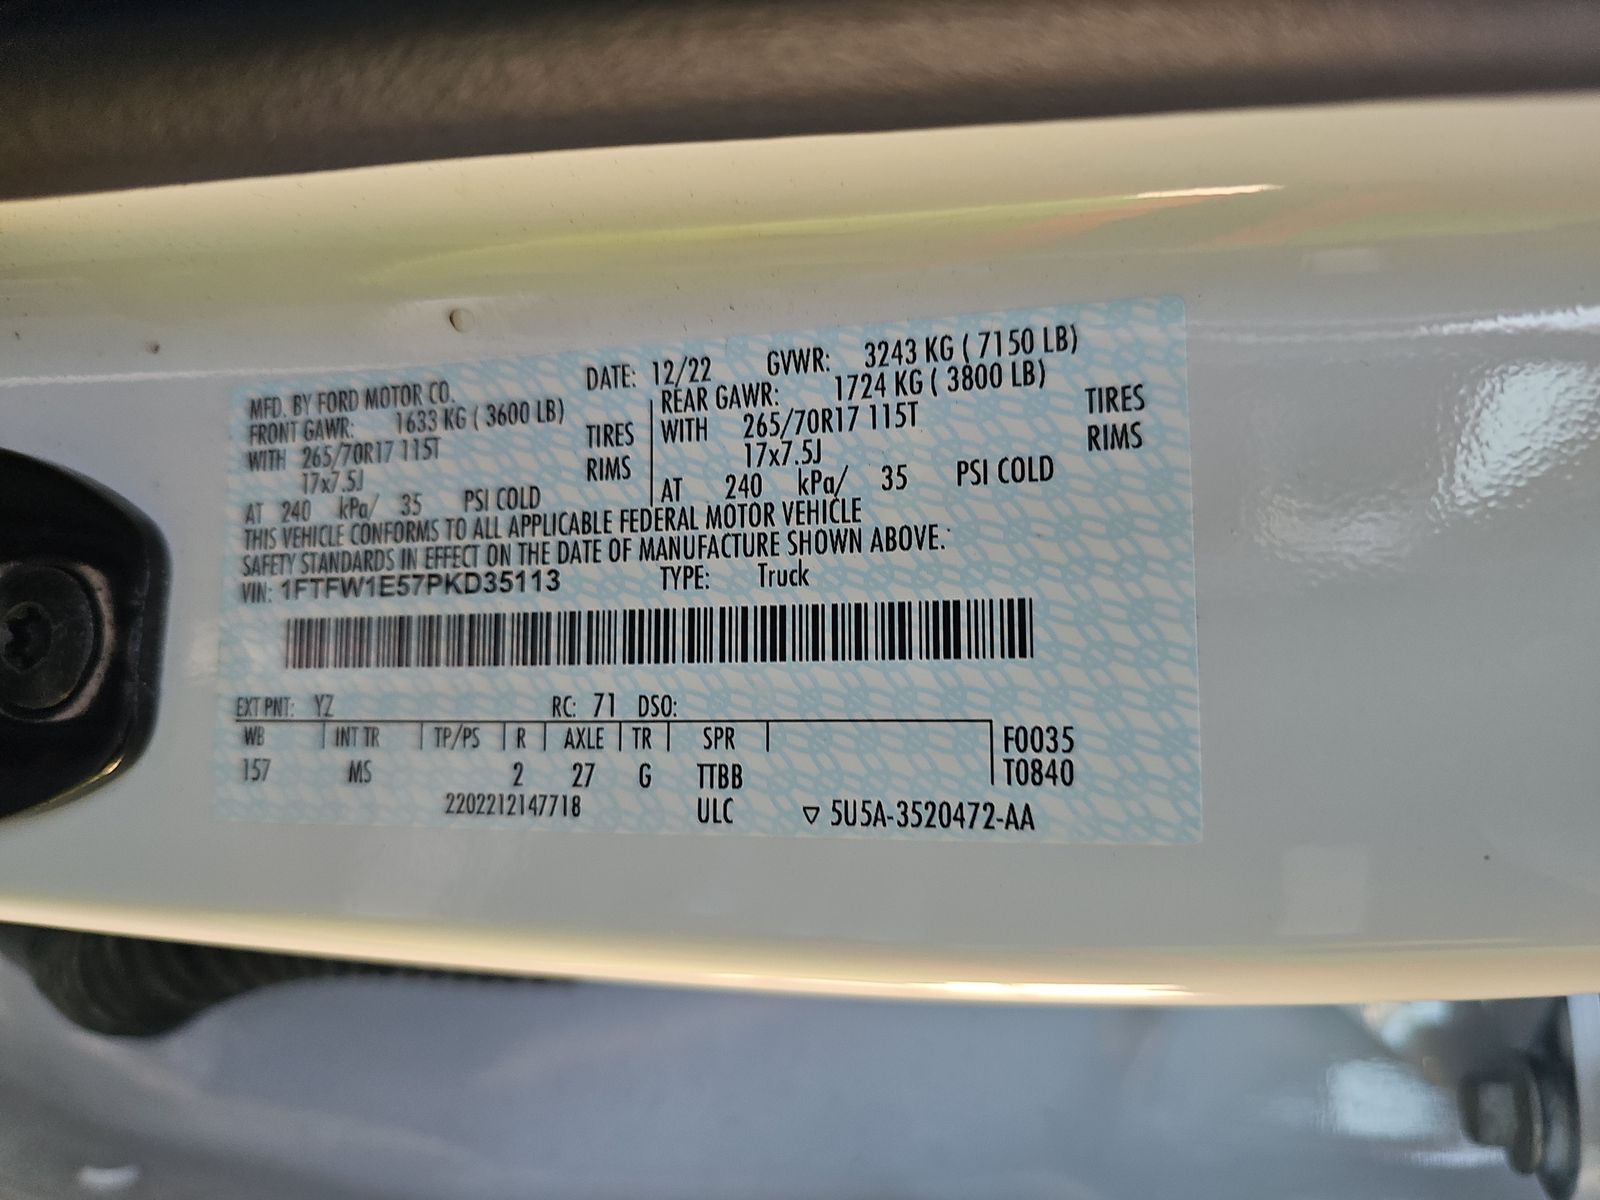 MFD. BY FORD MOTOR CO. DATE: 12/22 GVWR: 3243 KG ( 7150 LB)
FRONT GAWR: 1633 KG ( 3600 LB) REAR GAWR: 1724 KG ( 3800 LB)
WITH 265/70R17 115T TIRES WITH 265/70R17 115T TIRES
17x7.5J RIMS 17x7.5J RIMS
AT 240 kPa/ 35 PSI COLD AT 240 kPa/ 35 PSI COLD
THIS VEHICLE CONFORMS TO ALL APPLICABLE FEDERAL MOTOR VEHICLE
SAFETY STANDARDS IN EFFECT ON THE DATE OF MANUFACTURE SHOWN ABOVE.
VIN: 1FTFW1E57PKD35113 TYPE: Truck
EXT PNT: YZ RC: 71 DSO:
WB INT TR TP/PS R AXLE TR SPR F0035
157 MS 2 27 G TTBB T0840
2202212147718 ULC ▽ 5U5A-3520472-AA